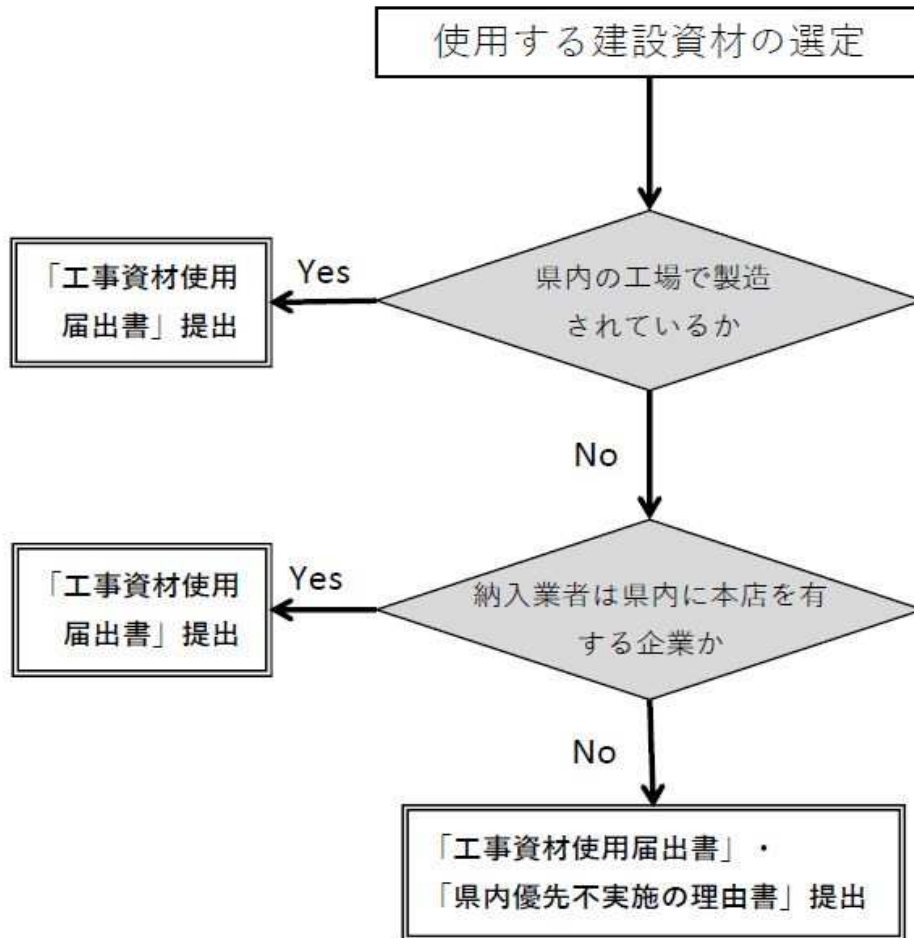 使用する建設資材の選定
県内の工場で製造
されているか
Yes
「工事資材使用
届出書」提出
No
納入業者は県内に本店を有
する企業か
Yes
「工事資材使用
届出書」提出
No
「工事資材使用届出書」・
「県内優先不実施の理由書」提出